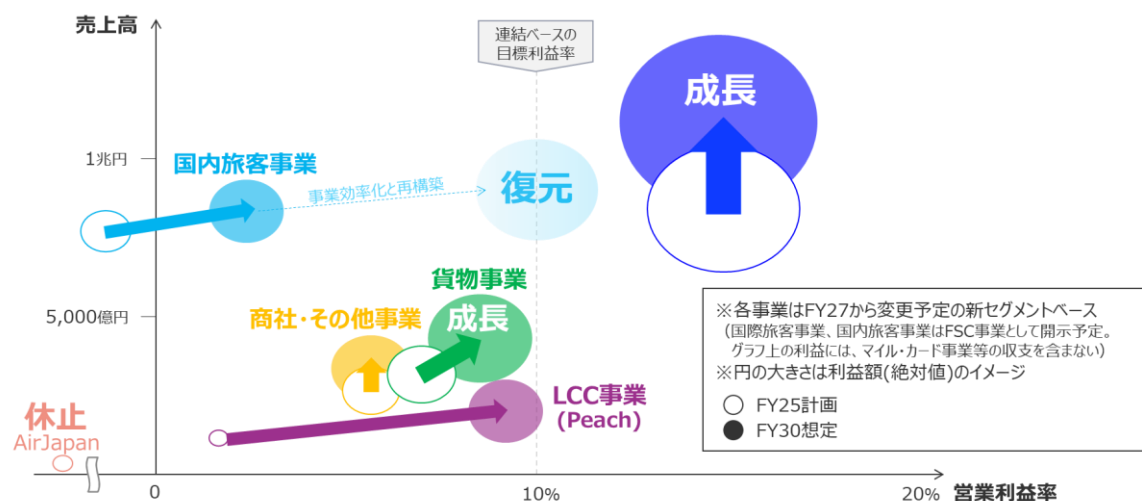 売上高
連結ベースの
目標利益率
成長
1兆円
国内旅客事業
事業効率化と再構築
復元
貨物事業
5,000億円
商社・その他事業
成長
LCC事業
(Peach)
休止
AirJapan
※各事業はFY27から変更予定の新セグメントベース
(国際旅客事業、国内旅客事業はFSC事業として開示予定。
グラフ上の利益には、マイル・カード事業等の収支を含まない)
※円の大きさは利益額(絶対値)のイメージ
FY25計画
FY30想定
0
10%
20%
営業利益率